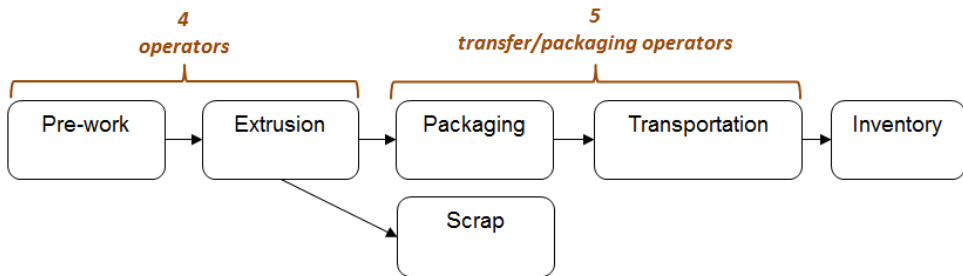 4
operators
5
transfer/packaging operators
Pre-work
Extrusion
Packaging
Transportation
Inventory
Scrap